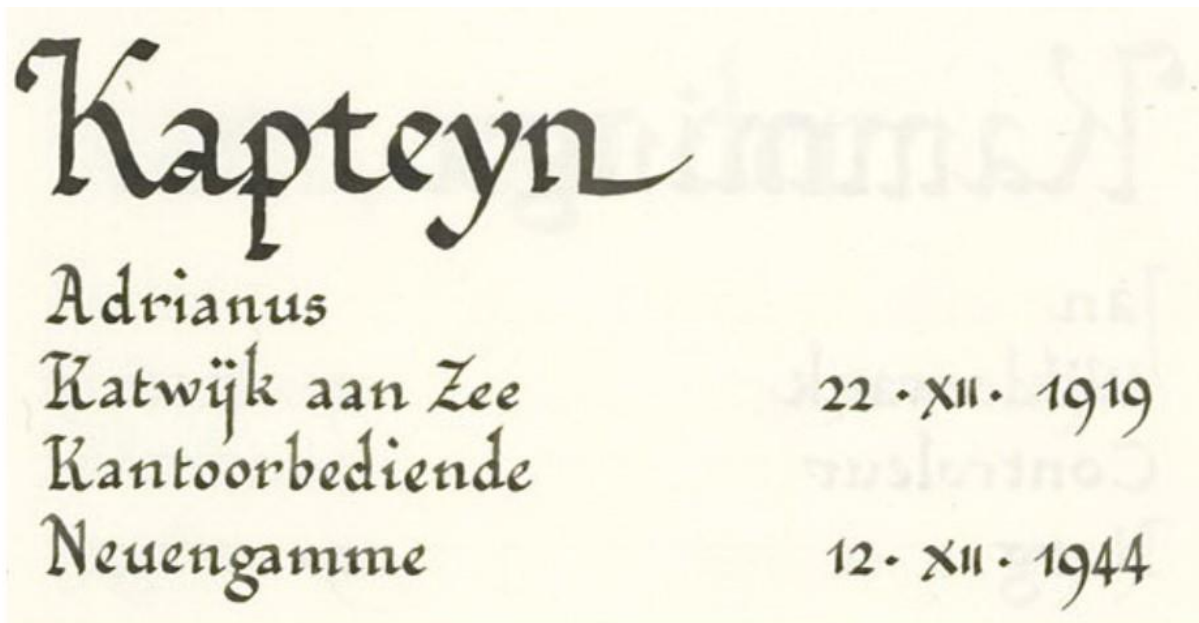 Kapteyn
Adrianus
Katwijk aan Zee 22 · XII · 1919
Kantoorbediende
Neuengamme 12 · XII · 1944